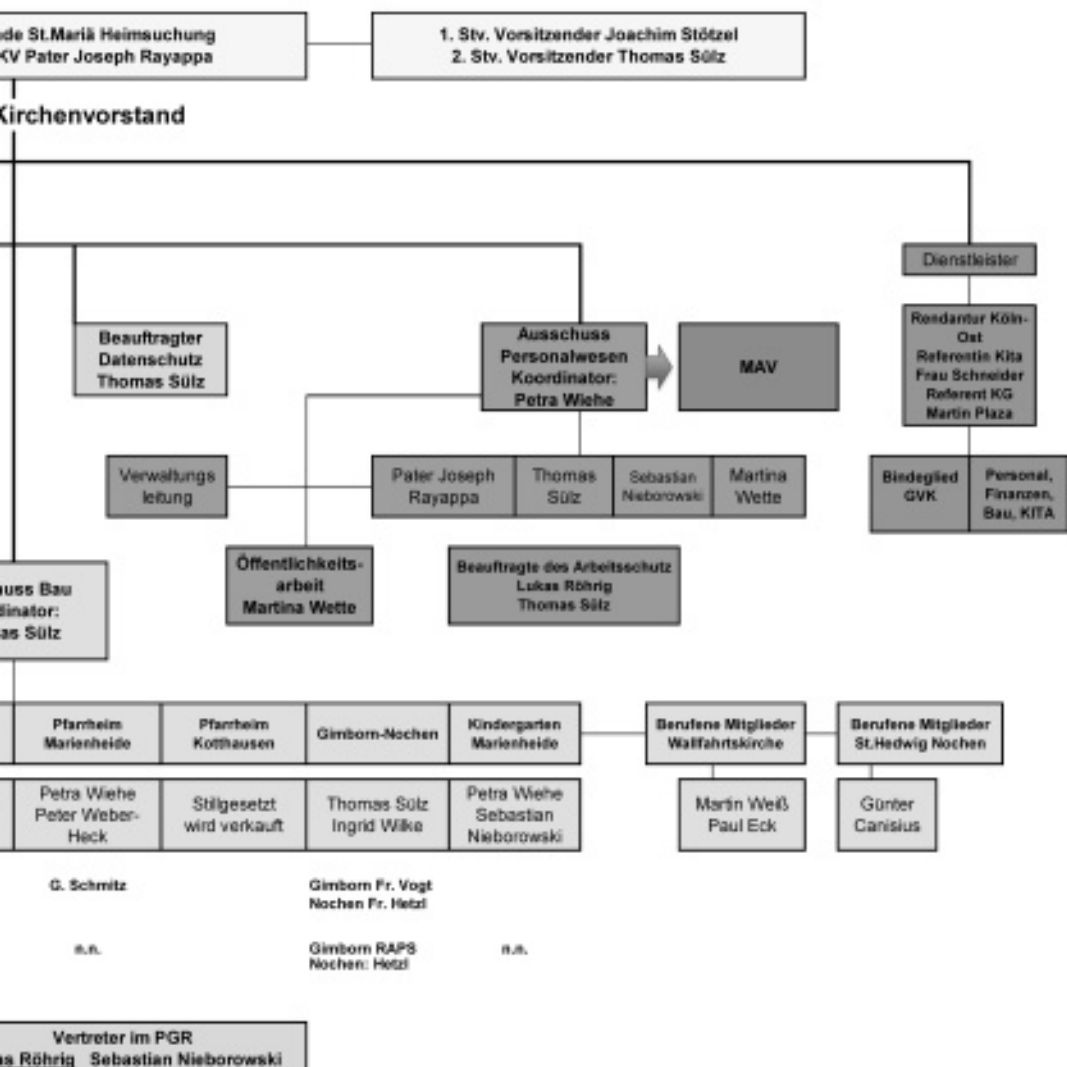 de St.Mariä Heimsuchung
KV Pater Joseph Rayappa
1. Stv. Vorsitzender Joachim Stötzel
2. Stv. Vorsitzender Thomas Sülz
Kirchenvorstand
Dienstleister
Beauftragter
Datenschutz
Thomas Sülz
Ausschuss
Personalwesen
Koordinator:
Petra Wiehe
MAV
Rendantur Köln-
Ost
Referentin Kita
Frau Schneider
Referent KG
Martin Plaza
Verwaltungs
leitung
Pater Joseph
Rayappa
Thomas
Sülz
Sebastian
Nieborowski
Martina
Wette
Bindeglied
GVK
Personal,
Finanzen,
Bau, KITA
Öffentlichkeits-
arbeit
Martina Wette
Beauftragte des Arbeitsschutz
Lukas Röhrig
Thomas Sülz
uss Bau
dinator:
as Sülz
Pfarrheim
Marienheide
Pfarrheim
Kotthausen
Gimborn-Nochen
Kindergarten
Marienheide
Berufene Mitglieder
Wallfahrtskirche
Berufene Mitglieder
St.Hedwig Nochen
Petra Wiehe
Peter Weber-
Heck
Stillgesetzt
wird verkauft
Thomas Sülz
Ingrid Wilke
Petra Wiehe
Sebastian
Nieborowski
Martin Weiß
Paul Eck
Günter
Canisius
G. Schmitz
Gimborn Fr. Vogt
Nochen Fr. Hetzl
n.n.
Gimborn RAPS
Nochen: Hetzl
n.n.
Vertreter im PGR
as Röhrig Sebastian Nieborowski